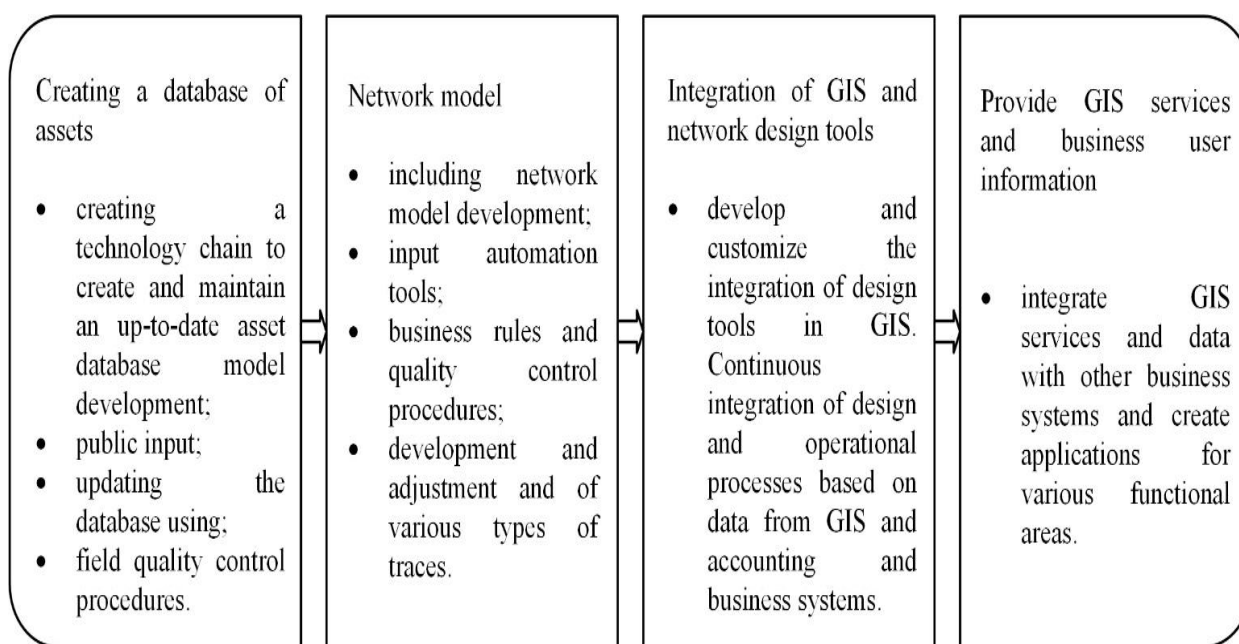 Creating a database of
assets
• creating a
technology chain to
create and maintain
an up-to-date asset
database model
development;
• public input;
• updating the
database using;
• field quality control
procedures.
Network model
• including network
model development;
• input automation
tools;
• business rules and
quality control
procedures;
• development and
adjustment and of
various types of
traces.
Integration of GIS and
network design tools
• develop and
customize the
integration of design
tools in GIS.
Continuous
integration of design
and operational
processes based on
data from GIS and
accounting and
business systems.
Provide GIS services
and business user
information
• integrate GIS
services and data
with other business
systems and create
applications for
various functional
areas.